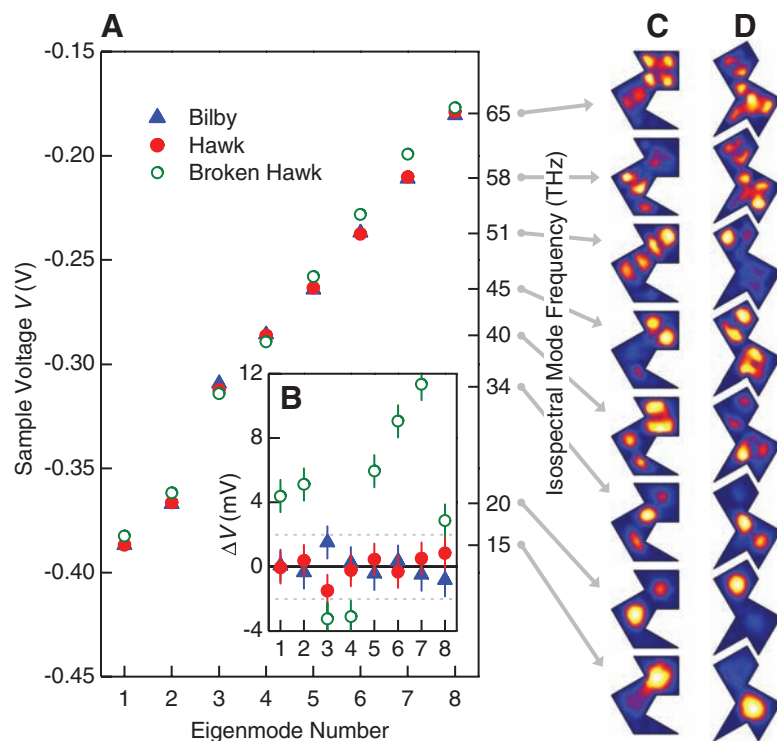 A
C
D
-0.15
-0.20
-0.25
-0.30
-0.35
-0.40
-0.45
Sample Voltage V (V)
Bilby
Hawk
Broken Hawk
65
58
51
45
40
34
20
15
Isospectral Mode Frequency (THz)
B
12
8
4
0
-4
ΔV (mV)
1 2 3 4 5 6 7 8
1 2 3 4 5 6 7 8
Eigenmode Number